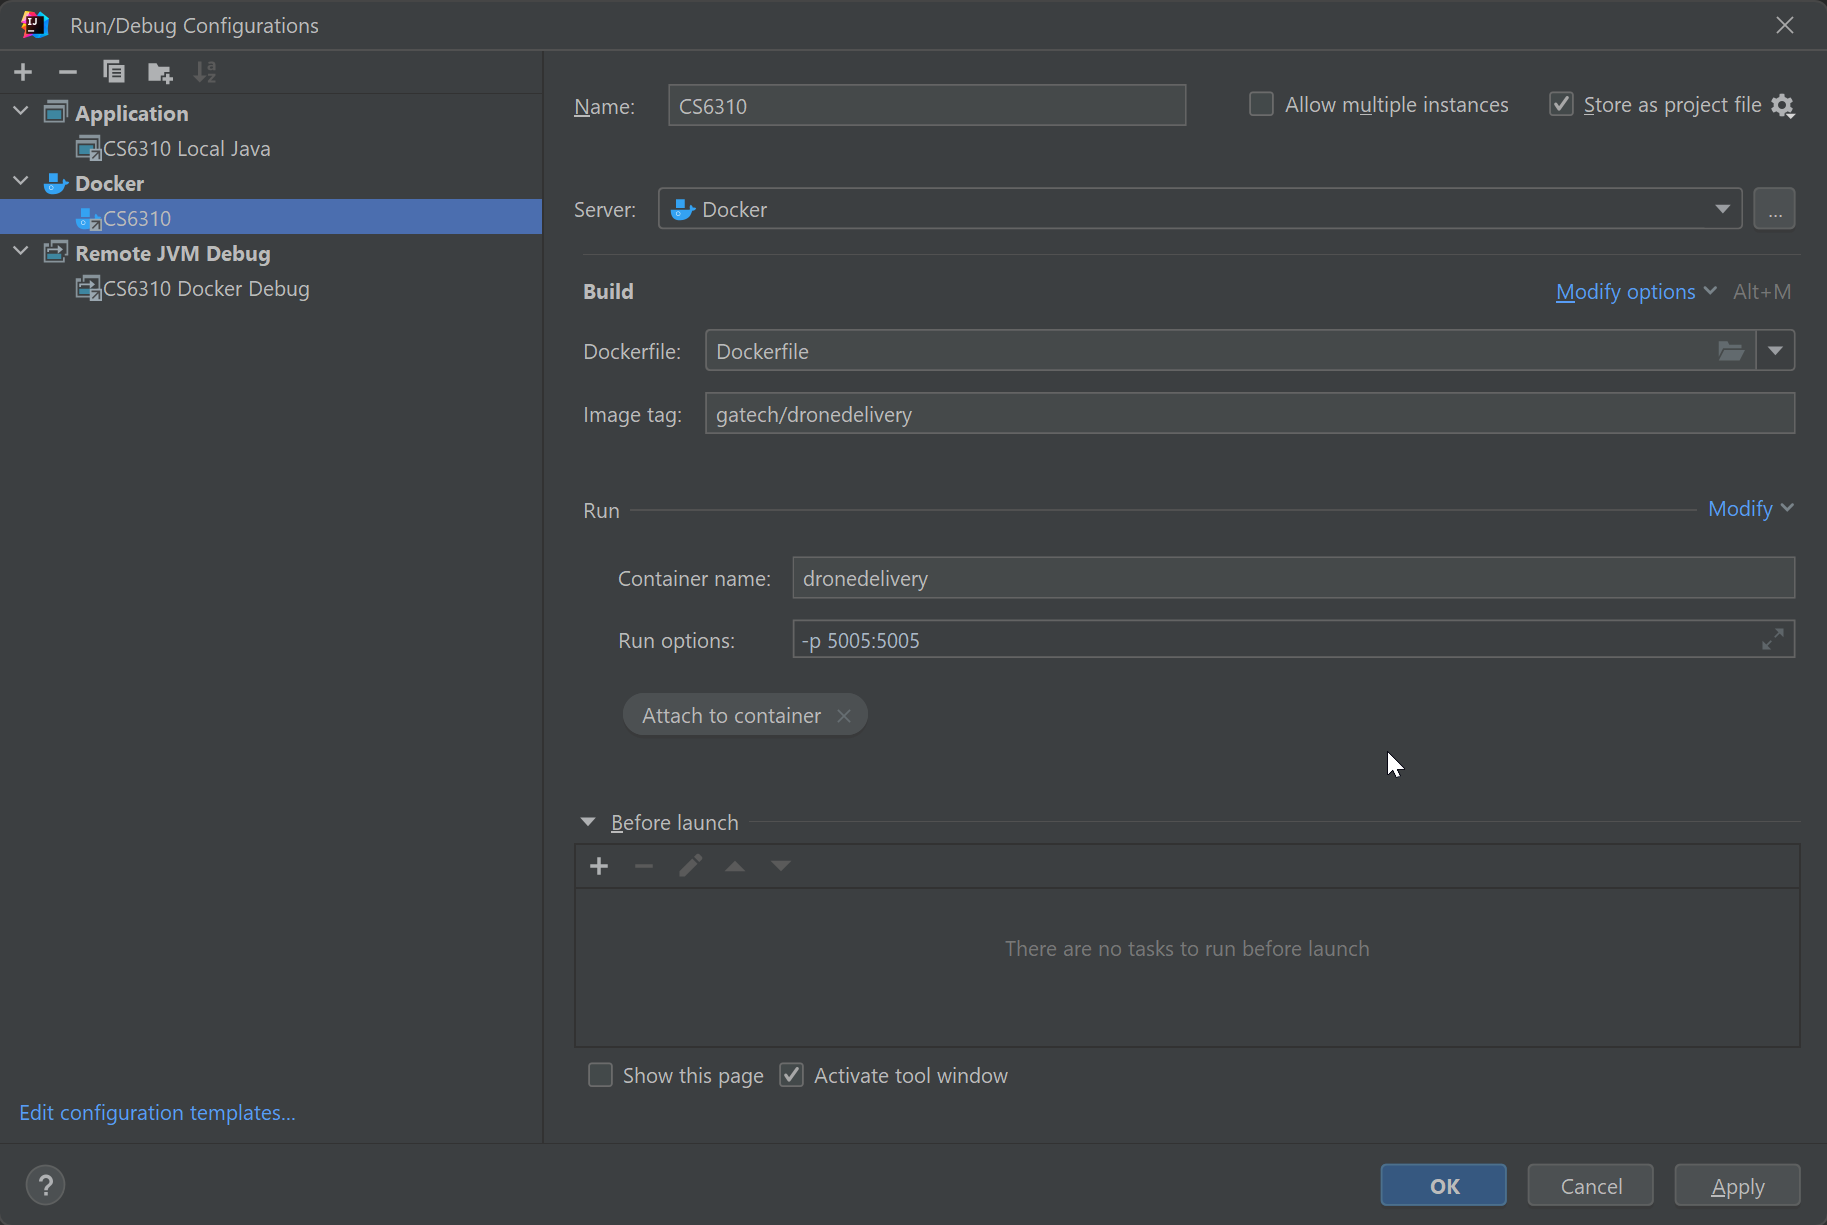 Run/Debug Configurations
Application
CS6310 Local Java
Docker
CS6310
Remote JVM Debug
CS6310 Docker Debug
Edit configuration templates...
Name: CS6310 Allow multiple instances Store as project file
Server: Docker ...
Build Modify options Alt+M
Dockerfile: Dockerfile
Image tag: gatech/dronedelivery
Run Modify
Container name: dronedelivery
Run options: -p 5005:5005
Attach to container
Before launch
There are no tasks to run before launch
Show this page Activate tool window
? OK Cancel Apply